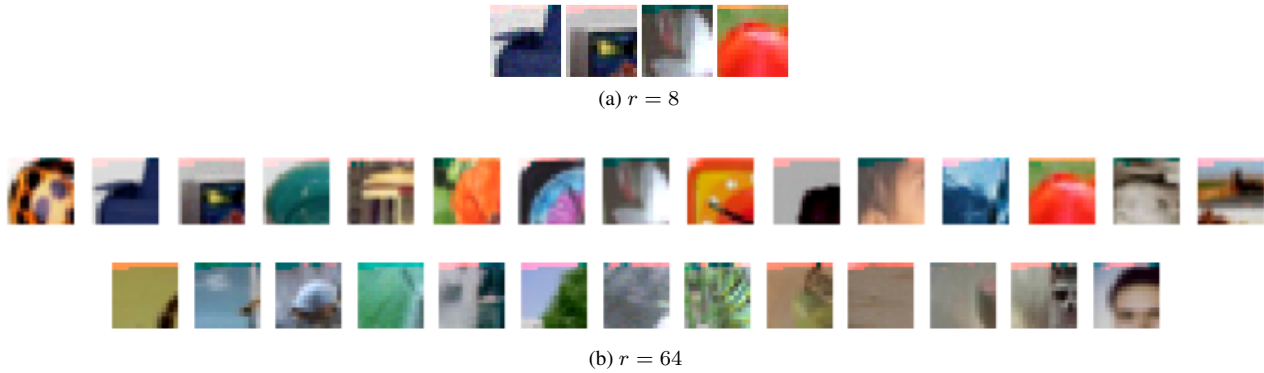 (a) r = 8
(b) r = 64